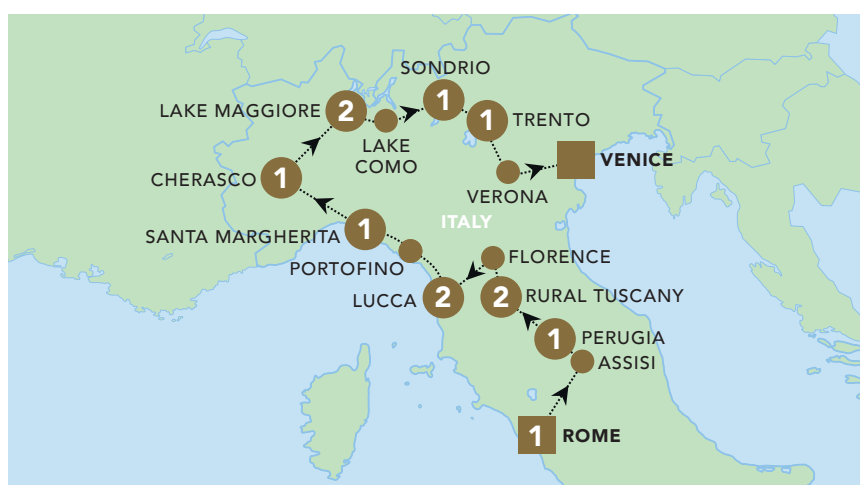 SONDRIO
1
LAKE MAGGIORE 2
1 TRENTO
LAKE
COMO
VENICE
CHERASCO 1
VERONA
ITALY
SANTA MARGHERITA 1
FLORENCE
PORTOFINO
LUCCA 2
2 RURAL TUSCANY
1 PERUGIA
ASSISI
1 ROME